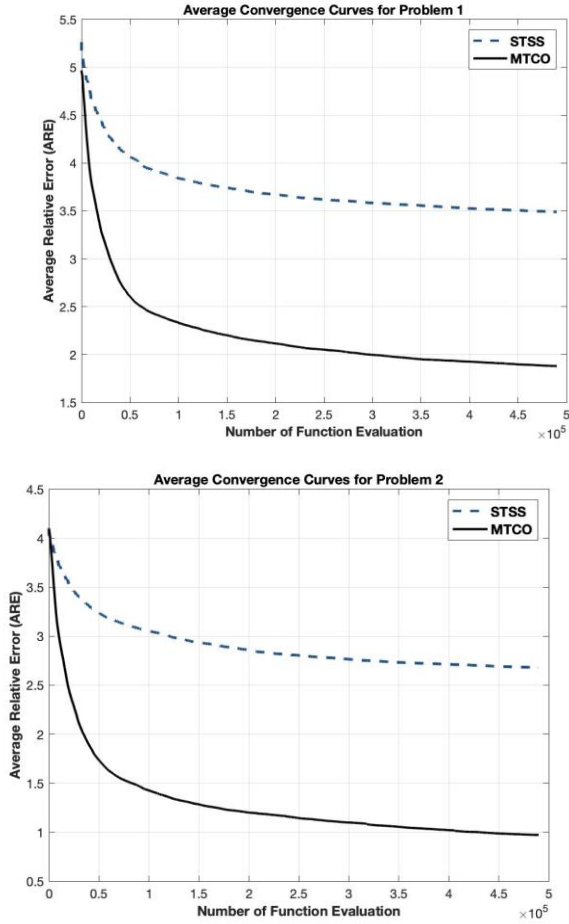 Average Convergence Curves for Problem 1
5.5
5
4.5
4
3.5
3
2.5
2
1.5
Average Relative Error (ARE)
STSS
MTCO
0 0.5 1 1.5 2 2.5 3 3.5 4 4.5 5
Number of Function Evaluation
×10⁵
Average Convergence Curves for Problem 2
4.5
4
3.5
3
2.5
2
1.5
1
0.5
Average Relative Error (ARE)
STSS
MTCO
0 0.5 1 1.5 2 2.5 3 3.5 4 4.5 5
Number of Function Evaluation
×10⁵